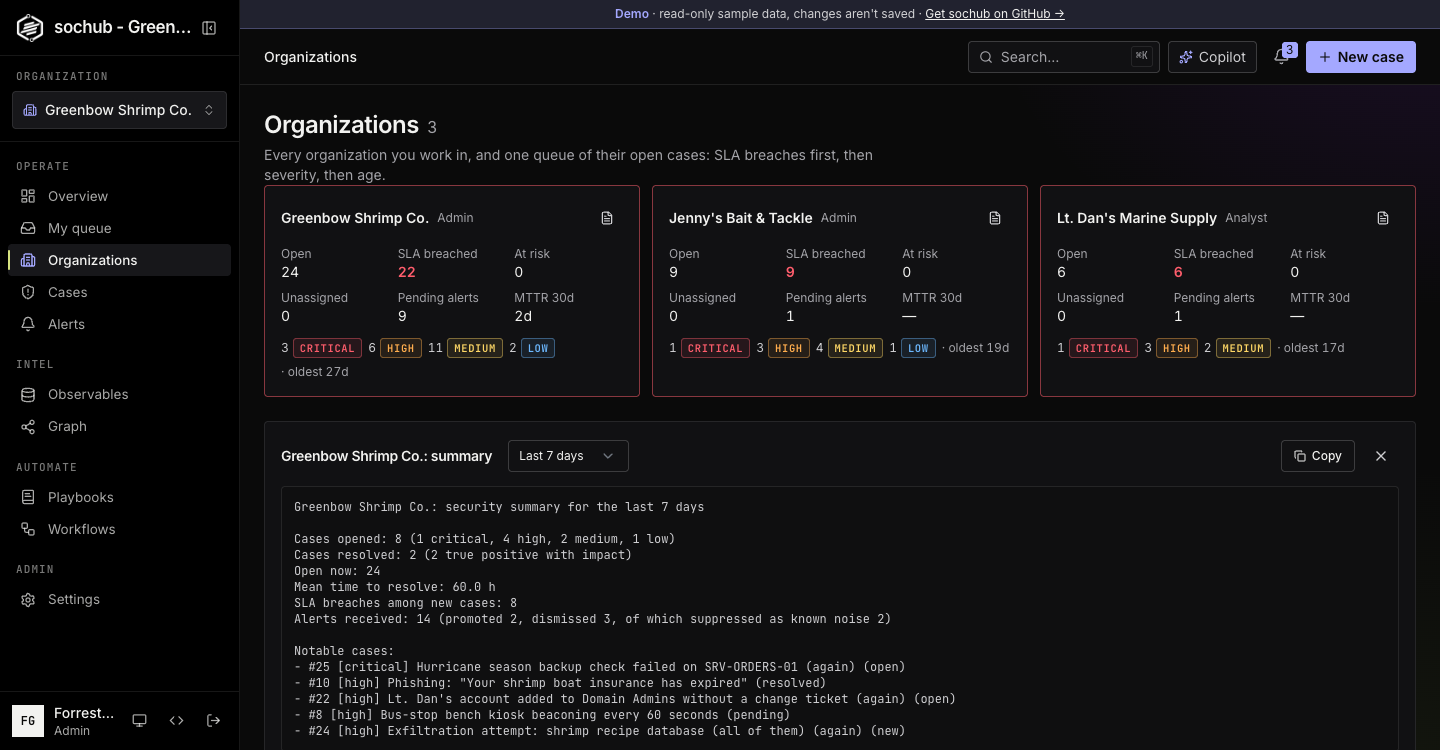 sochub - Green...
Demo · read-only sample data, changes aren't saved · Get sochub on GitHub →
Organizations
Search...
⌘K
Copilot
3
+ New case
ORGANIZATION
Greenbow Shrimp Co.
OPERATE
Overview
My queue
Organizations
Cases
Alerts
INTEL
Observables
Graph
AUTOMATE
Playbooks
Workflows
ADMIN
Settings
FG
Forrest...
Admin
Organizations 3
Every organization you work in, and one queue of their open cases: SLA breaches first, then
severity, then age.
Greenbow Shrimp Co. Admin
Open SLA breached At risk
24 22 0
Unassigned Pending alerts MTTR 30d
0 9 2d
3 CRITICAL 6 HIGH 11 MEDIUM 2 LOW
· oldest 27d
Jenny's Bait & Tackle Admin
Open SLA breached At risk
9 9 0
Unassigned Pending alerts MTTR 30d
0 1 —
1 CRITICAL 3 HIGH 4 MEDIUM 1 LOW · oldest 19d
Lt. Dan's Marine Supply Analyst
Open SLA breached At risk
6 6 0
Unassigned Pending alerts MTTR 30d
0 1 —
1 CRITICAL 3 HIGH 2 MEDIUM · oldest 17d
Greenbow Shrimp Co.: summary
Last 7 days
Copy
Greenbow Shrimp Co.: security summary for the last 7 days
Cases opened: 8 (1 critical, 4 high, 2 medium, 1 low)
Cases resolved: 2 (2 true positive with impact)
Open now: 24
Mean time to resolve: 60.0 h
SLA breaches among new cases: 8
Alerts received: 14 (promoted 2, dismissed 3, of which suppressed as known noise 2)
Notable cases:
- #25 [critical] Hurricane season backup check failed on SRV-ORDERS-01 (again) (open)
- #10 [high] Phishing: "Your shrimp boat insurance has expired" (resolved)
- #22 [high] Lt. Dan's account added to Domain Admins without a change ticket (again) (open)
- #8 [high] Bus-stop bench kiosk beaconing every 60 seconds (pending)
- #24 [high] Exfiltration attempt: shrimp recipe database (all of them) (again) (new)